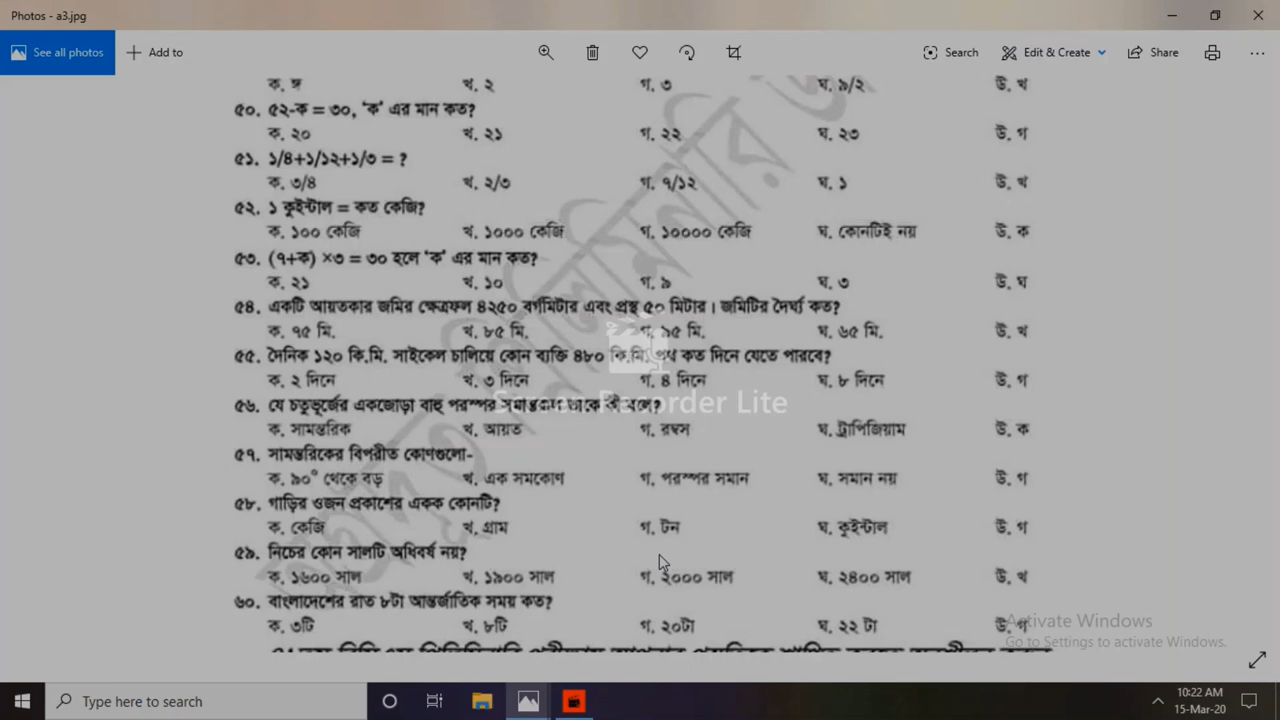 Photos - a3.jpg
See all photos
Add to
Search
Edit & Create
Share
ক. ঙ্গ খ. ২ গ. ৩ ঘ. ৯/২ উ. খ
৫০. ৫২-ক = ৩০, ‘ক’ এর মান কত?
ক. ২০ খ. ২১ গ. ২২ ঘ. ২৩ উ. গ
৫১. ১/৪+১/১২+১/৩ = ?
ক. ৩/৪ খ. ২/৩ গ. ৭/১২ ঘ. ১ উ. খ
৫২. ১ কুইন্টাল = কত কেজি?
ক. ১০০ কেজি খ. ১০০০ কেজি গ. ১০০০০ কেজি ঘ. কোনটিই নয় উ. ক
৫৩. (৭+ক) ×৩ = ৩০ হলে ‘ক’ এর মান কত?
ক. ২১ খ. ১০ গ. ৯ ঘ. ৩ উ. ঘ
৫৪. একটি আয়তকার জমির ক্ষেত্রফল ৪২৫০ বর্গমিটার এবং প্রস্থ ৫০ মিটার। জমিটির দৈর্ঘ্য কত?
ক. ৭৫ মি. খ. ৮৫ মি. গ. ৯৫ মি. ঘ. ৬৫ মি. উ. খ
৫৫. দৈনিক ১২০ কি.মি. সাইকেল চালিয়ে কোন ব্যক্তি ৪৮০ কি.মি. পথ কত দিনে যেতে পারবে?
ক. ২ দিনে খ. ৩ দিনে গ. ৪ দিনে ঘ. ৮ দিনে উ. গ
৫৬. যে চতুর্ভূজের একজোড়া বাহু পরস্পর সমান্তরাল তাকে কী বলে?
ক. সামন্তরিক খ. আয়ত গ. রম্বস ঘ. ট্রাপিজিয়াম উ. ক
Screen Recorder Lite
৫৭. সামন্তরিকের বিপরীত কোণগুলো-
ক. ৯০° থেকে বড় খ. এক সমকোণ গ. পরস্পর সমান ঘ. সমান নয় উ. গ
৫৮. গাড়ির ওজন প্রকাশের একক কোনটি?
ক. কেজি খ. গ্রাম গ. টন ঘ. কুইন্টাল উ. গ
৫৯. নিচের কোন সালটি অধিবর্ষ নয়?
ক. ১৬০০ সাল খ. ১৯০০ সাল গ. ২০০০ সাল ঘ. ২৪০০ সাল উ. খ
৬০. বাংলাদেশের রাত ৮টা আন্তর্জাতিক সময় কত?
ক. ৩টি খ. ৮টি গ. ২০টা ঘ. ২২ টা উ. গ
Activate Windows
Go to Settings to activate Windows.
Type here to search
10:22 AM
15-Mar-20